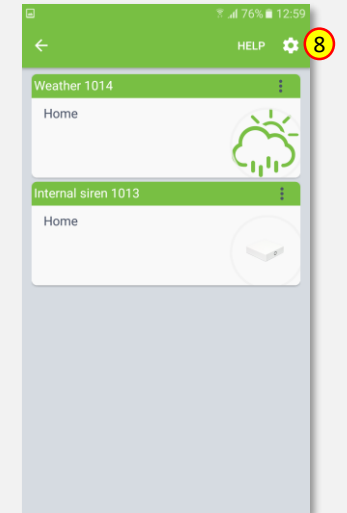 76% 12:59
HELP
8
Weather 1014
Home
Internal siren 1013
Home